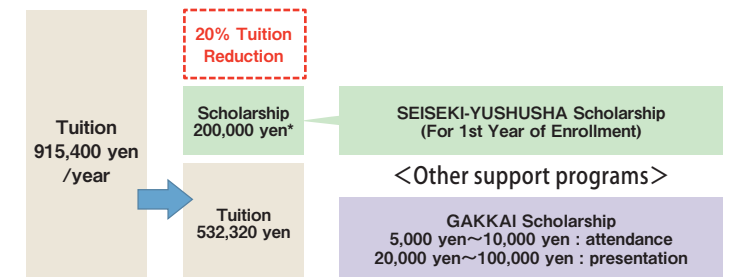 20% Tuition
Reduction
Tuition
915,400 yen
/year
Scholarship
200,000 yen*
SEISEKI-YUSHUSHA Scholarship
(For 1st Year of Enrollment)
Tuition
532,320 yen
＜Other support programs＞
GAKKAI Scholarship
5,000 yen～10,000 yen : attendance
20,000 yen～100,000 yen : presentation